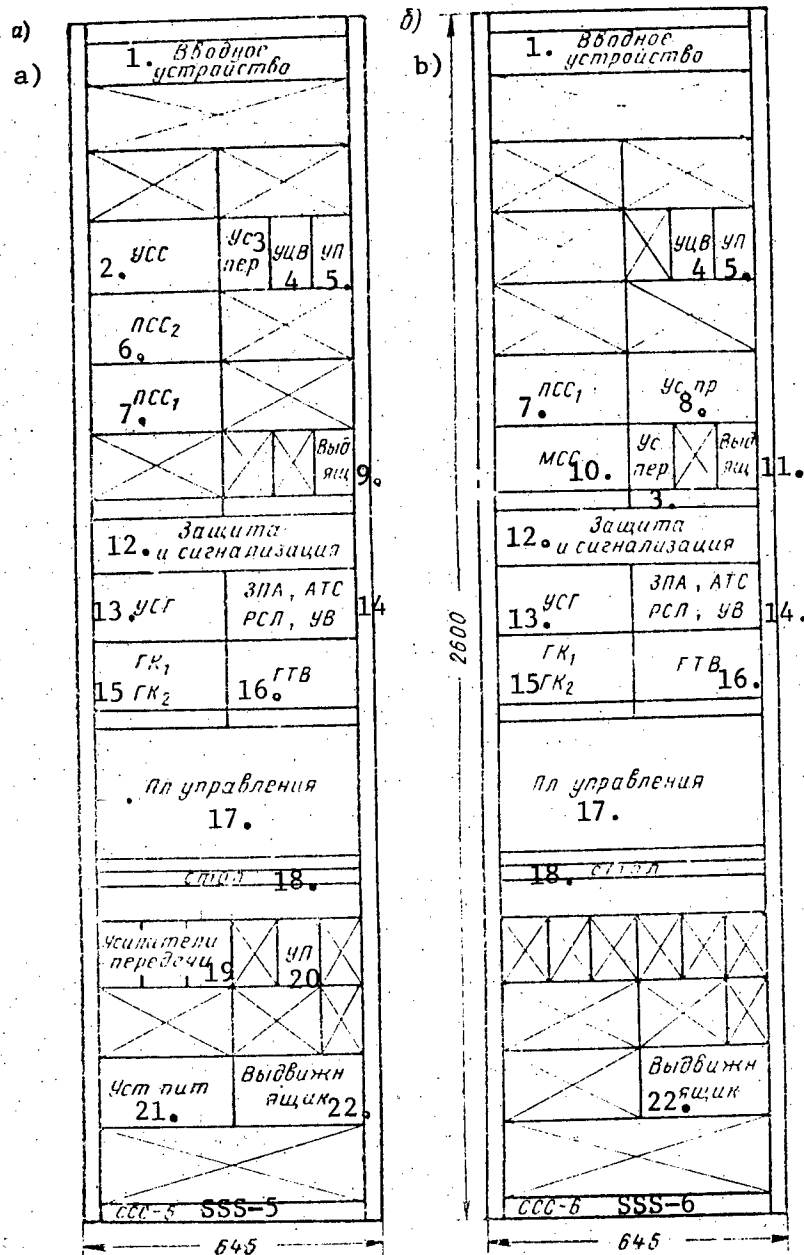 а)
a)
1. Вводное
устройство
2. УСС
Ус 3
пер
УЦВ
4
УП
5.
ПСС2
6.
ПСС1
7.
Выд
ящ 9.
Защита
12. и сигнализация
13. УСГ
ЗПА, АТС
РСЛ, УВ
14
ГК1
15 ГК2
16. ГТВ
Пл управления
17.
стол 18.
Усилители
передачи 19
УП
20
Уст пит
21.
Выдвижн
ящик 22.
ССС-5 SSS-5
645
б)
b)
1. Вводное
устройство
УЦВ
4
УП
5.
ПСС1
7.
Ус пр
8.
МСС 10.
Ус
пер
3.
Выд
ящ 11.
Защита
12. и сигнализация
13. УСГ
ЗПА, АТС
РСЛ, УВ
14.
ГК1
15 ГК2
ГТВ 16.
Пл управления
17.
18. стол
Выдвижн
22. ящик
ССС-6 SSS-6
2600
645